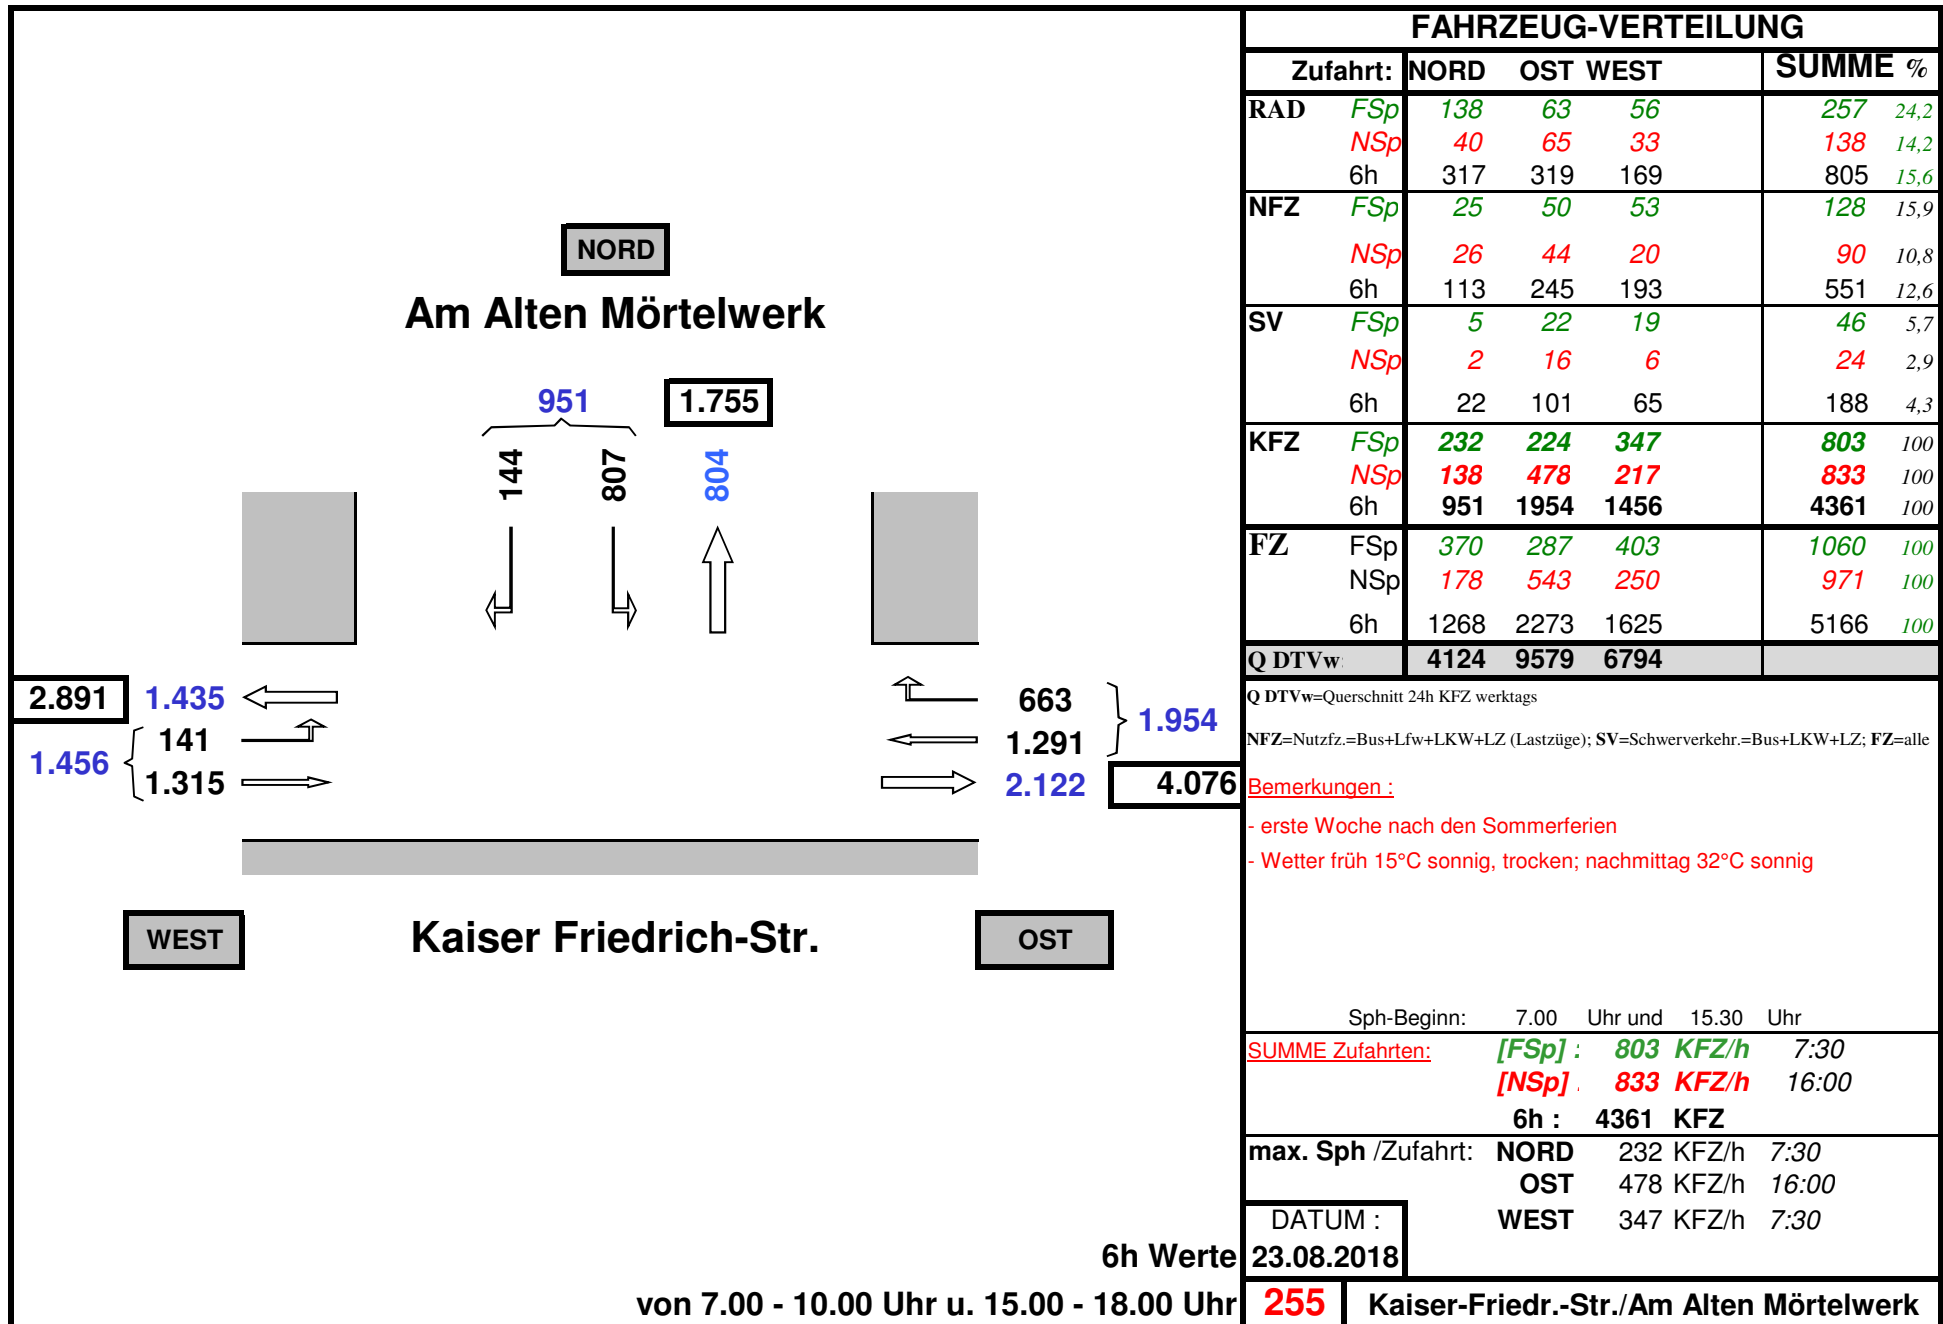 FAHRZEUG-VERTEILUNG
Zufahrt: NORD OST WEST SUMME %
RAD FSp 138 63 56 257 24,2
NSp 40 65 33 138 14,2
6h 317 319 169 805 15,6
NFZ FSp 25 50 53 128 15,9
NSp 26 44 20 90 10,8
6h 113 245 193 551 12,6
SV FSp 5 22 19 46 5,7
NSp 2 16 6 24 2,9
6h 22 101 65 188 4,3
KFZ FSp 232 224 347 803 100
NSp 138 478 217 833 100
6h 951 1954 1456 4361 100
FZ FSp 370 287 403 1060 100
NSp 178 543 250 971 100
6h 1268 2273 1625 5166 100
Q DTVw: 4124 9579 6794
Q DTVw=Querschnitt 24h KFZ werktags
NFZ=Nutzfz.=Bus+Lfw+LKW+LZ (Lastzüge); SV=Schwerverkehr.=Bus+LKW+LZ; FZ=alle
Bemerkungen :
- erste Woche nach den Sommerferien
- Wetter früh 15°C sonnig, trocken; nachmittag 32°C sonnig
Sph-Beginn: 7.00 Uhr und 15.30 Uhr
SUMME Zufahrten: [FSp] : 803 KFZ/h 7:30
[NSp] : 833 KFZ/h 16:00
6h : 4361 KFZ
max. Sph /Zufahrt: NORD 232 KFZ/h 7:30
OST 478 KFZ/h 16:00
DATUM : WEST 347 KFZ/h 7:30
23.08.2018
255 Kaiser-Friedr.-Str./Am Alten Mörtelwerk
NORD
Am Alten Mörtelwerk
951 1.755
144 807 804
2.891 1.435 663
141 1.291 1.954
1.456
1.315 2.122 4.076
WEST Kaiser Friedrich-Str. OST
6h Werte
von 7.00 - 10.00 Uhr u. 15.00 - 18.00 Uhr